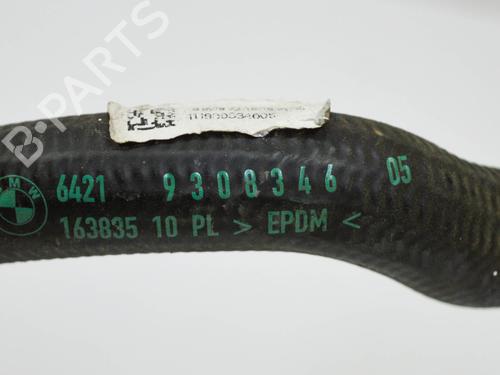 B-PARTS
BMW
6421 9308346 05
163835 10 PL > EPDM <